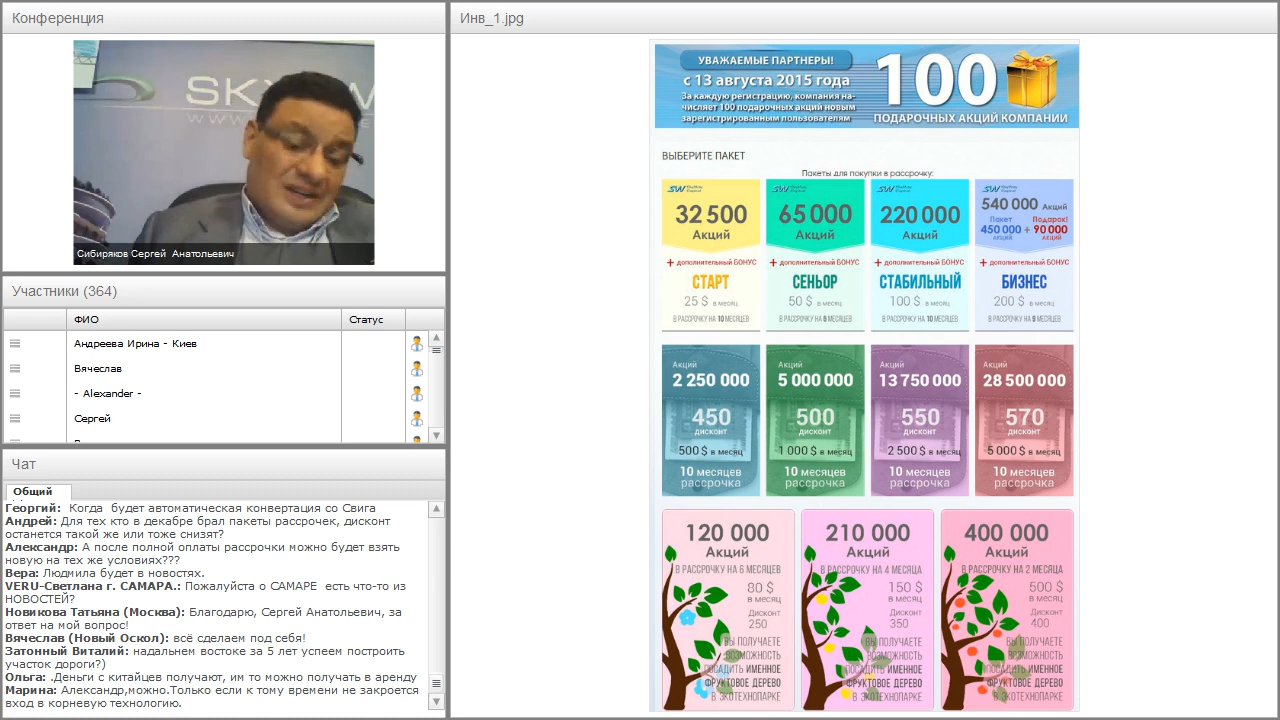 Конференция
SK
Сибиряков Сергей Анатольевич
Участники (364)
ФИО
Статус
Андреева Ирина - Киев
Вячеслав
- Alexander -
Сергей
Чат
Общий
Георгий: Когда будет автоматическая конвертация со Свига
Андрей: Для тех кто в декабре брал пакеты рассрочек, дисконт
останется такой же или тоже снизят?
Александр: А после полной оплаты рассрочки можно будет взять
новую на тех же условиях???
Вера: Людмила будет в новостях.
VERU-Светлана г. САМАРА.: Пожалуйста о САМАРЕ есть что-то из
НОВОСТЕЙ?
Новикова Татьяна (Москва): Благодарю, Сергей Анатольевич, за
ответ на мой вопрос!
Вячеслав (Новый Оскол): всё сделаем под себя!
Заточный Виталий: надальнем востоке за 5 лет успеем построить
участок дороги?)
Ольга: .Деньги с китайцев получают, им то можно получать в аренду
Марина: Александр,можно.Видео если к тому времени не закроется
вход в корневую технологию.
Инв_1.jpg
УВАЖАЕМЫЕ ПАРТНЕРЫ!
с 13 августа 2015 года
За каждую регистрацию, компания на-
числяет 100 подарочных акций новым
зарегистрированным пользователям
100
ПОДАРОЧНЫХ АКЦИЙ КОМПАНИИ
ВЫБЕРИТЕ ПАКЕТ
Пакеты для покупки в рассрочку:
SW
32 500
Акций
+ дополнительный БОНУС
СТАРТ
25 $ в месяц
В РАССРОЧКУ НА 10 МЕСЯЦЕВ
SW
65 000
Акций
+ дополнительный БОНУС
СЕНЬОР
50 $ в месяц
В РАССРОЧКУ НА 6 МЕСЯЦЕВ
SW
220 000
Акций
+ дополнительный БОНУС
СТАБИЛЬНЫЙ
100 $ в месяц
В РАССРОЧКУ НА 10 МЕСЯЦЕВ
SW
540 000 Акций
Пакет Подарок!
450 000 + 90 000
АКЦИЙ АКЦИЙ
+ дополнительный БОНУС
БИЗНЕС
200 $ в месяц
В РАССРОЧКУ НА 9 МЕСЯЦЕВ
Акций
2 250 000
450
дисконт
500 $ в месяц
10 месяцев
рассрочка
Акций
5 000 000
500
дисконт
1 000 $ в месяц
10 месяцев
рассрочка
Акций
13 750 000
550
дисконт
2 500 $ в месяц
10 месяцев
рассрочка
Акций
28 500 000
570
дисконт
5 000 $ в месяц
10 месяцев
рассрочка
120 000
Акций
В РАССРОЧКУ НА 6 МЕСЯЦЕВ
80 $
в месяц
Дисконт
250
ВЫ ПОЛУЧАЕТЕ
ВОЗМОЖНОСТЬ
ПОСАДИТЬ ИМЕННОЕ
ФРУКТОВОЕ ДЕРЕВО
В ЭКОТЕХНОПАРКЕ
210 000
Акций
В РАССРОЧКУ НА 4 МЕСЯЦА
150 $
в месяц
Дисконт
350
ВЫ ПОЛУЧАЕТЕ
ВОЗМОЖНОСТЬ
ПОСАДИТЬ ИМЕННОЕ
ФРУКТОВОЕ ДЕРЕВО
В ЭКОТЕХНОПАРКЕ
400 000
Акций
В РАССРОЧКУ НА 2 МЕСЯЦА
500 $
в месяц
Дисконт
400
ВЫ ПОЛУЧАЕТЕ
ВОЗМОЖНОСТЬ
ПОСАДИТЬ ИМЕННОЕ
ФРУКТОВОЕ ДЕРЕВО
В ЭКОТЕХНОПАРКЕ